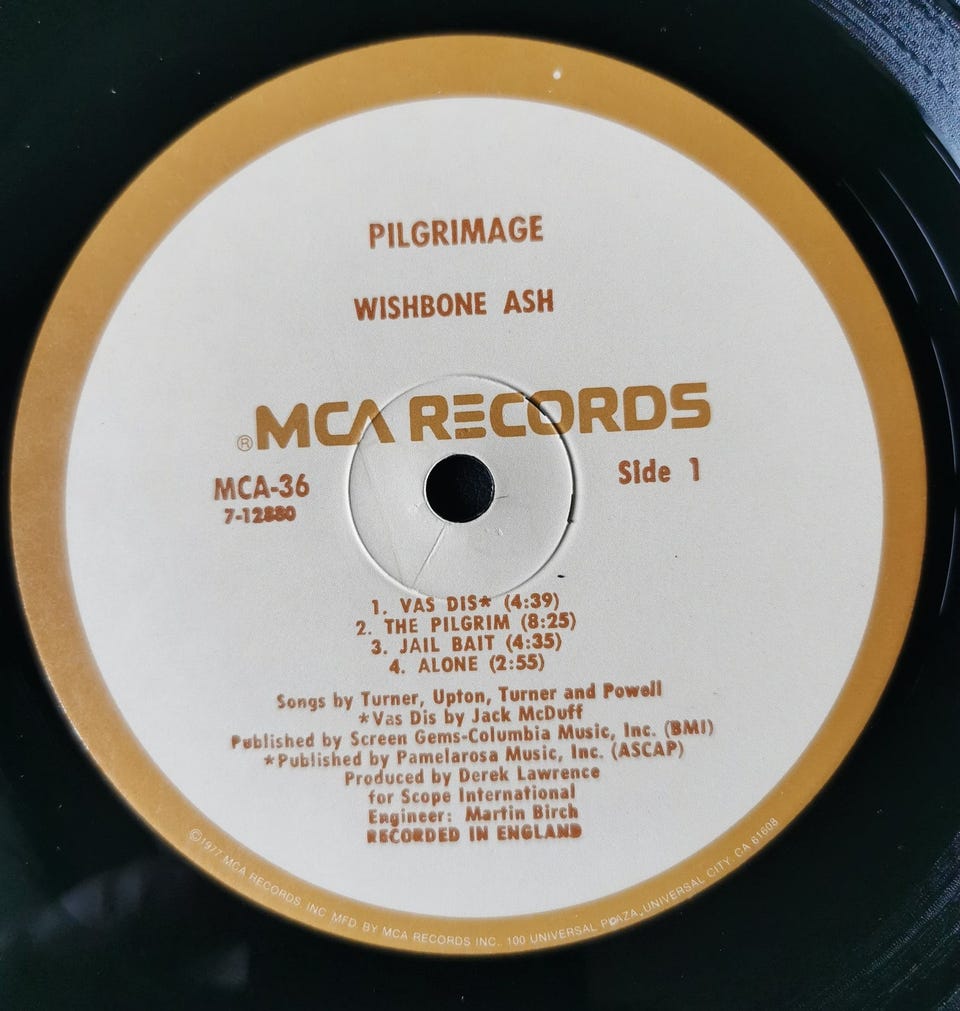 PILGRIMAGE
WISHBONE ASH
®MCA RECORDS
MCA-36
7-12880
Side 1
1. VAS DIS* (4:39)
2. THE PILGRIM (8:25)
3. JAIL BAIT (4:35)
4. ALONE (2:55)
Songs by Turner, Upton, Turner and Powell
*Vas Dis by Jack McDuff
Published by Screen Gems-Columbia Music, Inc. (BMI)
*Published by Pamelarosa Music, Inc. (ASCAP)
Produced by Derek Lawrence
for Scope International
Engineer: Martin Birch
RECORDED IN ENGLAND
©1977 MCA RECORDS INC MFD BY MCA RECORDS INC.. 100 UNIVERSAL PLAZA, UNIVERSAL CITY. CA 61608